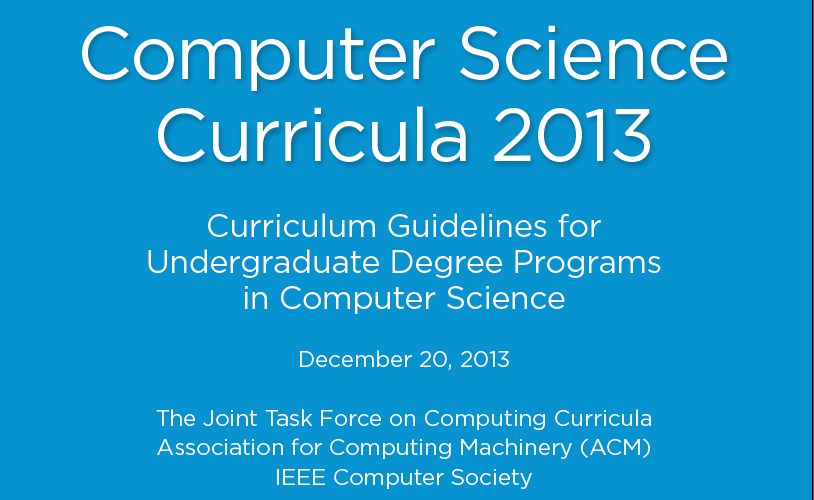 Computer Science
Curricula 2013
Curriculum Guidelines for
Undergraduate Degree Programs
in Computer Science
December 20, 2013
The Joint Task Force on Computing Curricula
Association for Computing Machinery (ACM)
IEEE Computer Society